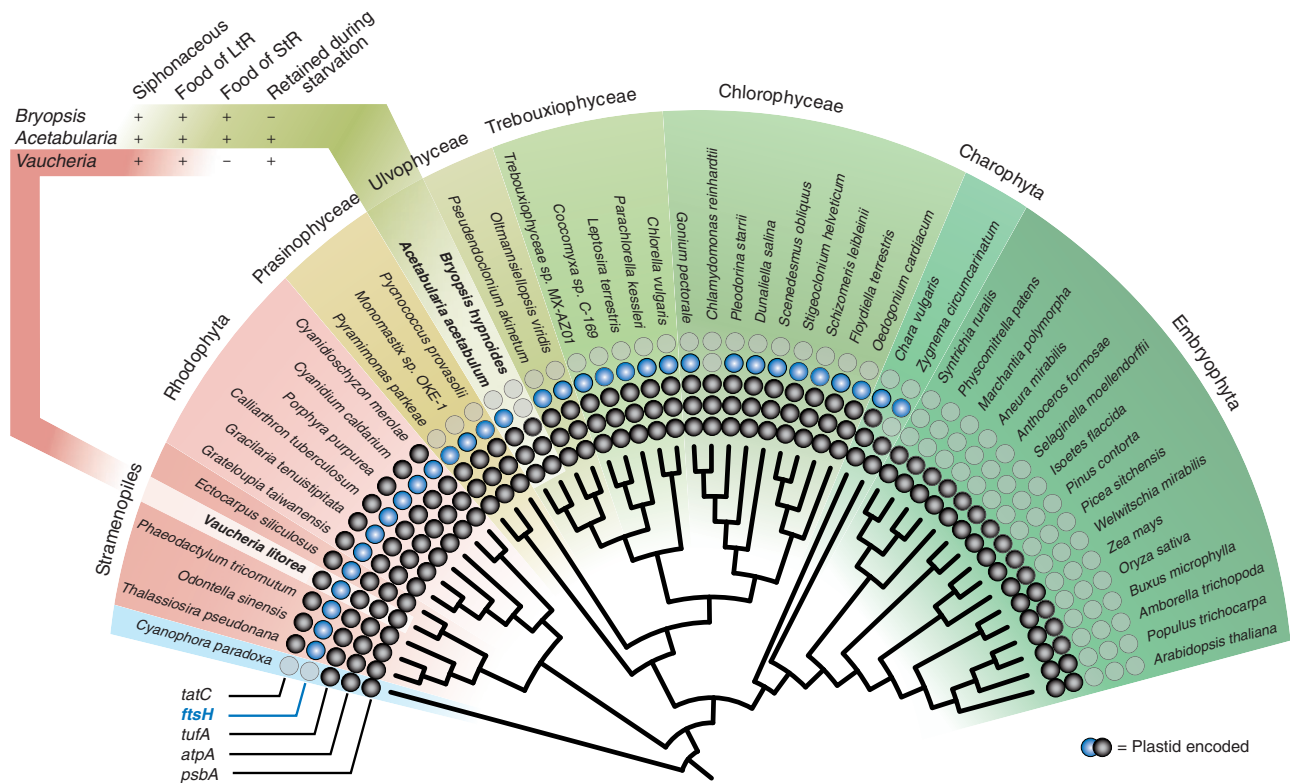 Siphonaceous
Food of LtR
Food of StR
Retained during
starvation
Bryopsis + + + –
Acetabularia + + + +
Vaucheria + + – +
Stramenopiles
Rhodophyta
Prasinophyceae
Ulvophyceae
Trebouxiophyceae
Chlorophyceae
Charophyta
Embryophyta
Cyanophora paradoxa
Thalassiosira pseudonana
Odontella sinensis
Phaeodactylum tricornutum
Vaucheria litorea
Ectocarpus siliculosus
Grateloupia taiwanensis
Gracilaria tenuistipitata
Calliarthron tuberculosum
Porphyra purpurea
Cyanidium caldarium
Cyanidioschyzon merolae
Pyramimonas parkeae
Monomastix sp. OKE-1
Pycnococcus provasolii
Acetabularia acetabulum
Bryopsis hypnoides
Pseudendoclonium akinetum
Oltmannsiellopsis viridis
Trebouxiophyceae sp. MX-AZ01
Coccomyxa sp. C-169
Leptosira terrestris
Parachlorella kessleri
Chlorella vulgaris
Gonium pectorale
Chlamydomonas reinhardtii
Pleodorina starii
Dunaliella salina
Scenedesmus obliquus
Stigeoclonium helveticum
Schizomeris leibleinii
Floydiella terrestris
Oedogonium cardiacum
Chara vulgaris
Zygnema circumcarinatum
Syntrichia ruralis
Physcomitrella patens
Marchantia polymorpha
Aneura mirabilis
Anthoceros formosae
Selaginella moellendorffii
Isoetes flaccida
Pinus contorta
Picea sitchensis
Welwitschia mirabilis
Zea mays
Oryza sativa
Buxus microphylla
Amborella trichopoda
Populus trichocarpa
Arabidopsis thaliana
tatC
ftsH
tufA
atpA
psbA
= Plastid encoded